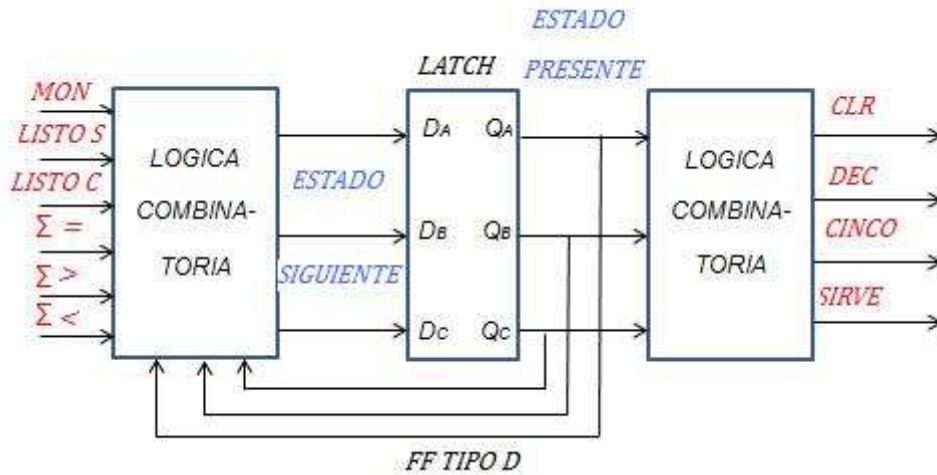 ESTADO
PRESENTE
LATCH
MON
LISTO S
LISTO C
Σ =
Σ >
Σ <
LOGICA
COMBINA-
TORIA
ESTADO
SIGUIENTE
DA QA
DB QB
DC QC
LOGICA
COMBINA-
TORIA
CLR
DEC
CINCO
SIRVE
FF TIPO D